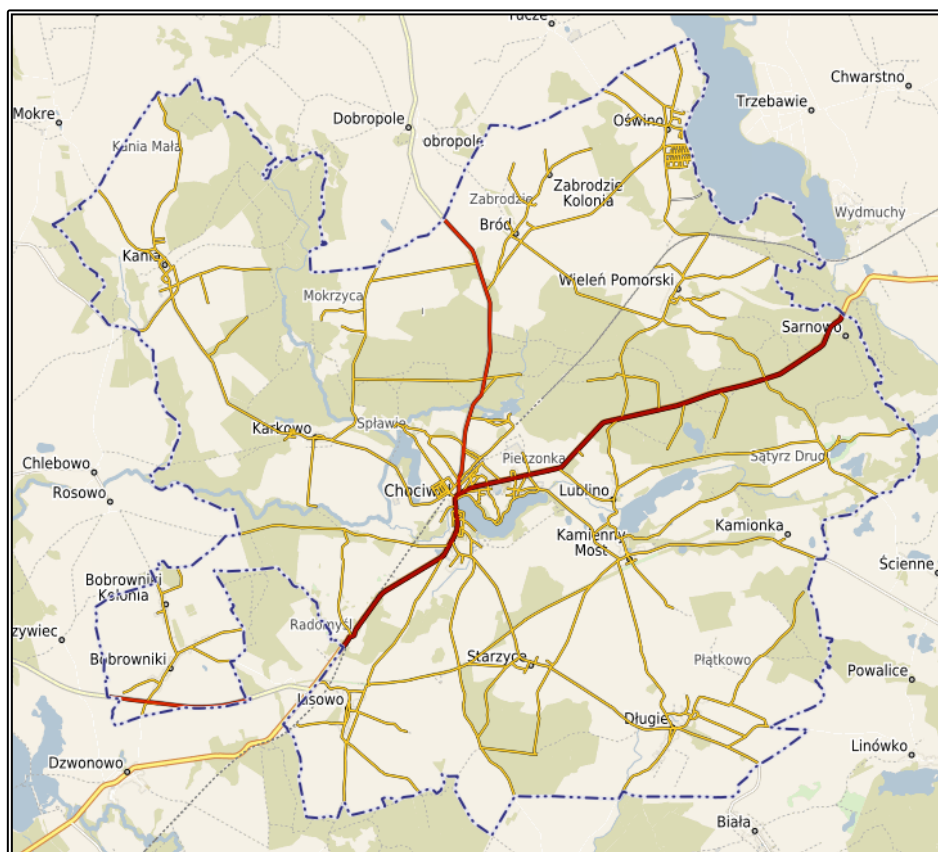 Chwarstno
Trzebawie
Mokre
Dobropole
Oświno
obropole
Kania Mała
Zabrodzie
Kolonia
Zabrodzie
Wydmuchy
Bród
Kania
Wieleń Pomorski
Mokrzyca
Sarnowo
Spławie
Karkowo
Pieczonka
Sątyrz Drugi
Chlebowo
Rosowo
Lublino
Kamionka
Kamienny
Most
Ścienne
Bobrowniki
Kolonia
Radomyśl
zywiec
Bobrowniki
Starzyce
Płątkowo
Powalice
Lisowo
Długie
Linówko
Dzwonowo
Biała